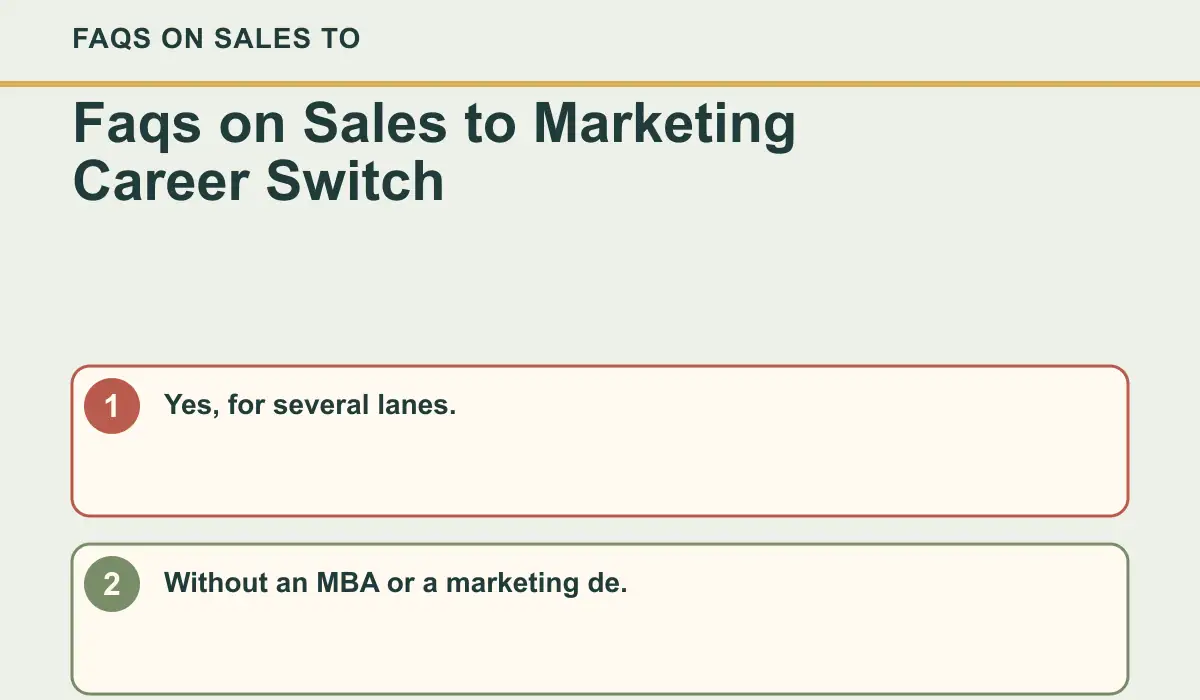 FAQS ON SALES TO
Faqs on Sales to Marketing
Career Switch
1
Yes, for several lanes.
2
Without an MBA or a marketing de.